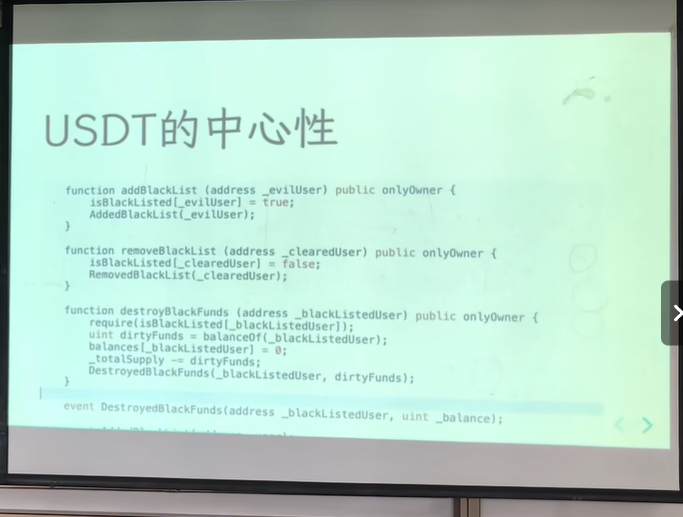 USDT的中心性
function addBlackList (address _evilUser) public onlyOwner {
isBlackListed[_evilUser] = true;
AddedBlackList(_evilUser);
}
function removeBlackList (address _clearedUser) public onlyOwner {
isBlackListed[_clearedUser] = false;
RemovedBlackList(_clearedUser);
}
function destroyBlackFunds (address _blackListedUser) public onlyOwner {
require(isBlackListed[_blackListedUser]);
uint dirtyFunds = balanceOf(_blackListedUser);
balances[_blackListedUser] = 0;
_totalSupply -= dirtyFunds;
DestroyedBlackFunds(_blackListedUser, dirtyFunds);
}
event DestroyedBlackFunds(address _blackListedUser, uint _balance);